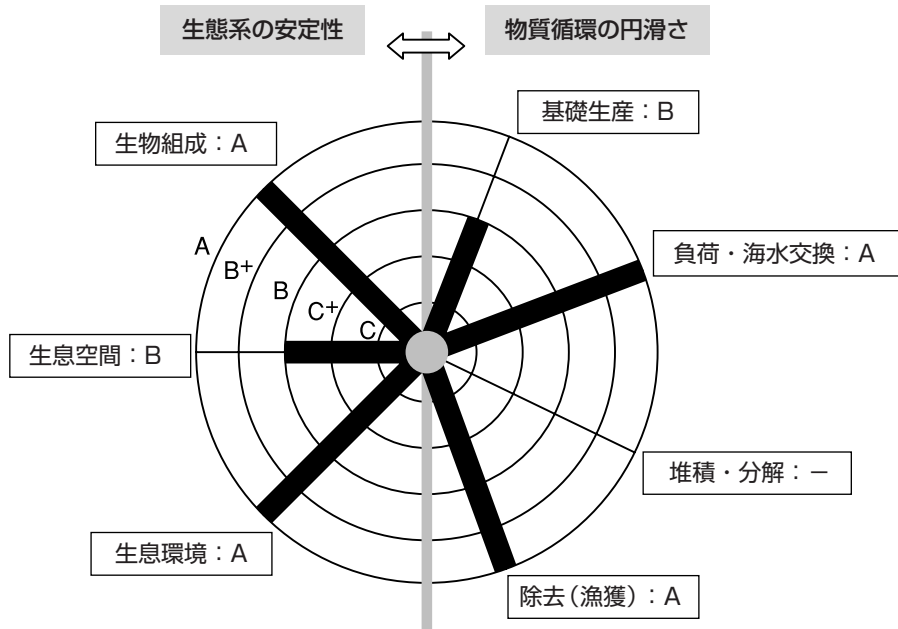 生態系の安定性
物質循環の円滑さ
基礎生産：B
生物組成：A
負荷・海水交換：A
A
B+
B
C+
C
生息空間：B
堆積・分解：－
生息環境：A
除去（漁獲）：A